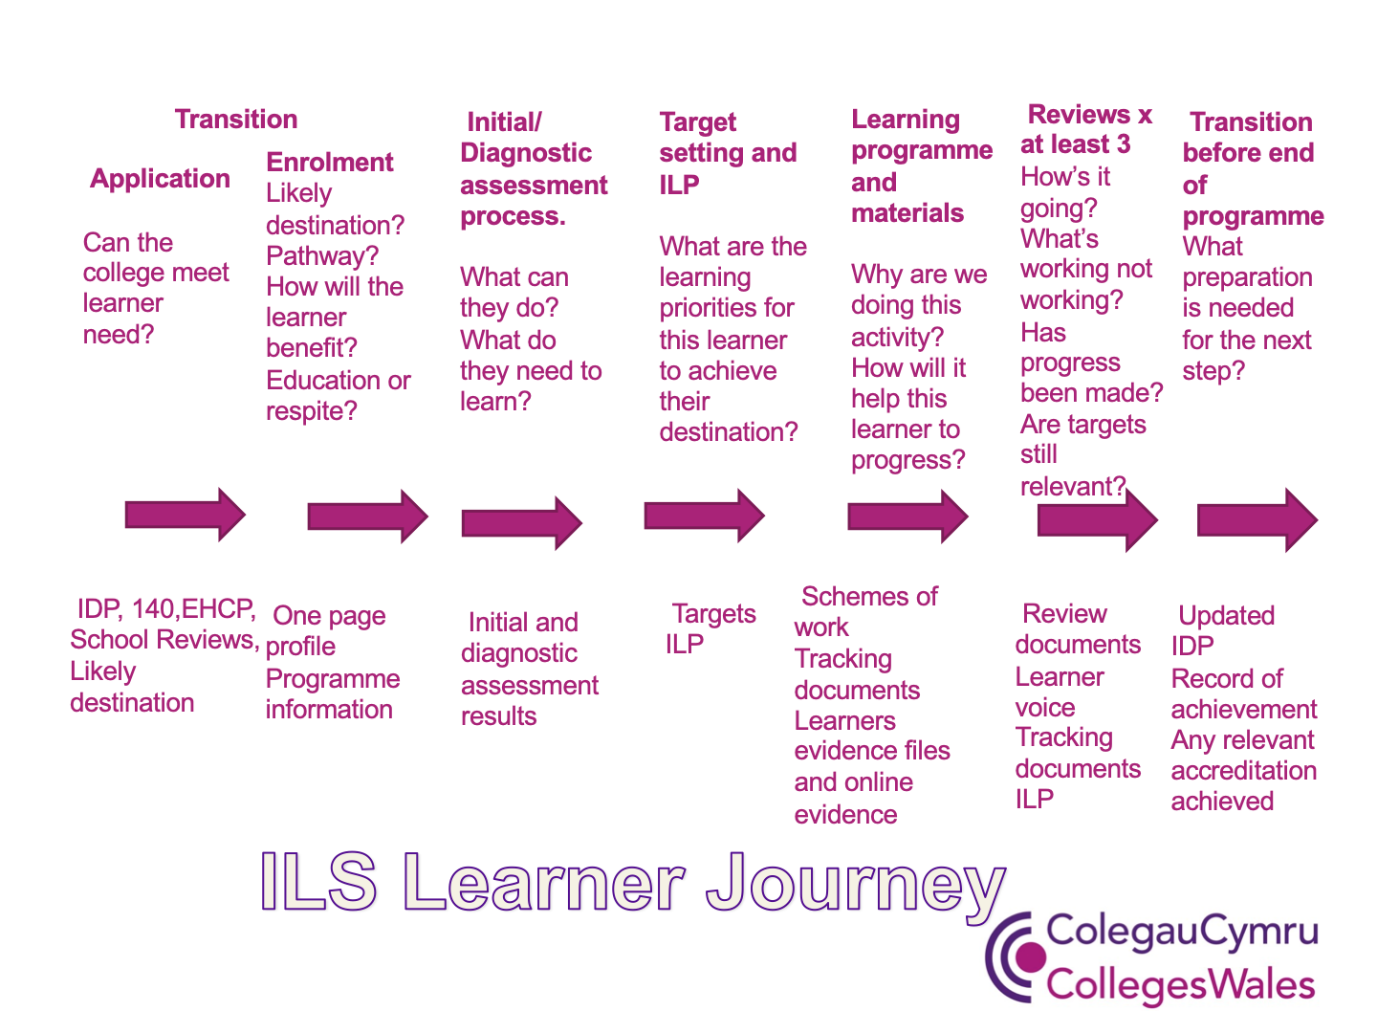 Transition
Application
Can the
college meet
learner
need?
Enrolment
Likely
destination?
Pathway?
How will the
learner
benefit?
Education or
respite?
Initial/
Diagnostic
assessment
process.
What can
they do?
What do
they need to
learn?
Target
setting and
ILP
What are the
learning
priorities for
this learner
to achieve
their
destination?
Learning
programme
and
materials
Why are we
doing this
activity?
How will it
help this
learner to
progress?
Reviews x
at least 3
How’s it
going?
What’s
working not
working?
Has
progress
been made?
Are targets
still
relevant?
Transition
before end
of
programme
What
preparation
is needed
for the next
step?
IDP, 140,EHCP,
School Reviews,
Likely
destination
One page
profile
Programme
information
Initial and
diagnostic
assessment
results
Targets
ILP
Schemes of
work
Tracking
documents
Learners
evidence files
and online
evidence
Review
documents
Learner
voice
Tracking
documents
ILP
Updated
IDP
Record of
achievement
Any relevant
accreditation
achieved
ILS Learner Journey
ColegauCymru
CollegesWales